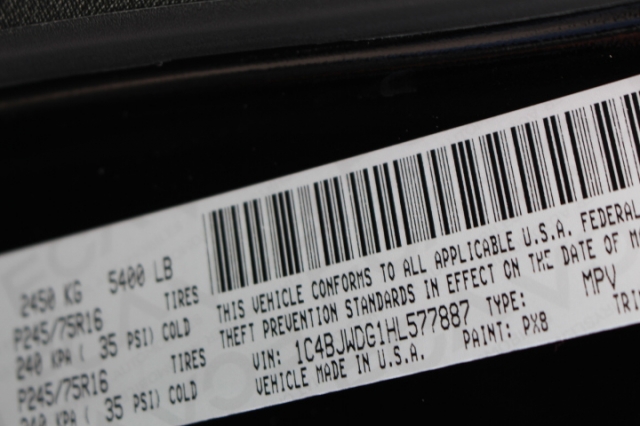 2450 KG 5400 LB
P245/75R16 TIRES
240 KPA ( 35 PSI) COLD
P245/75R16 TIRES
240 KPA ( 35 PSI) COLD
THIS VEHICLE CONFORMS TO ALL APPLICABLE U.S.A. FEDERAL
THEFT PREVENTION STANDARDS IN EFFECT ON THE DATE OF
VIN: 1C4BJWDG1HL577887 TYPE: MPV
VEHICLE MADE IN U.S.A. PAINT: PX8